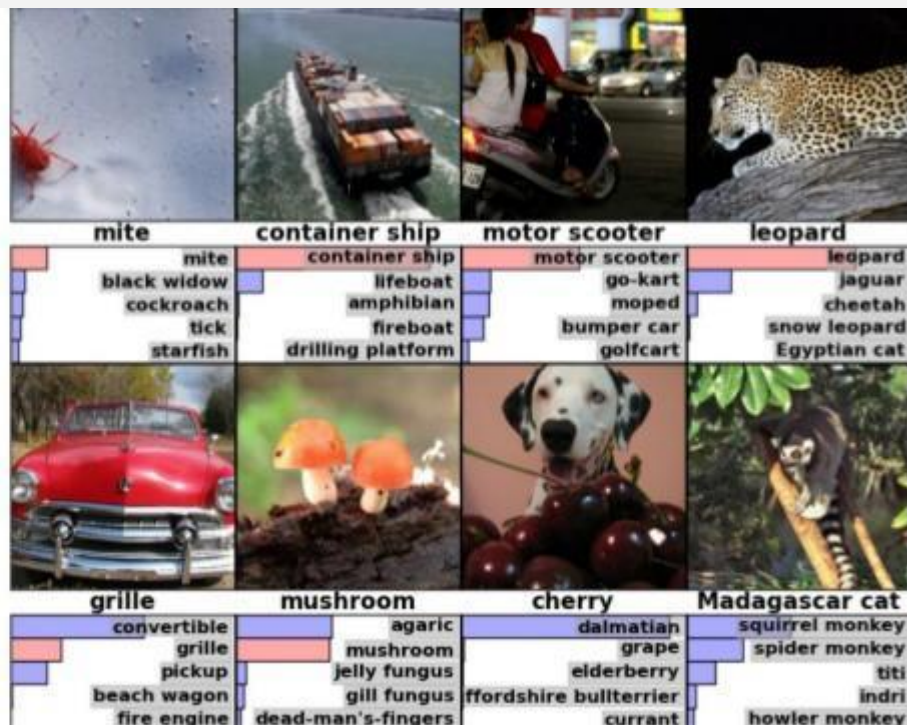 mite
container ship
motor scooter
leopard
mite
black widow
cockroach
tick
starfish
container ship
lifeboat
amphibian
fireboat
drilling platform
motor scooter
go-kart
moped
bumper car
golfcart
leopard
jaguar
cheetah
snow leopard
Egyptian cat
grille
mushroom
cherry
Madagascar cat
convertible
grille
pickup
beach wagon
fire engine
agaric
mushroom
jelly fungus
gill fungus
dead-man's-fingers
dalmatian
grape
elderberry
ffordshire bullterrier
currant
squirrel monkey
spider monkey
titi
indri
howler monkey